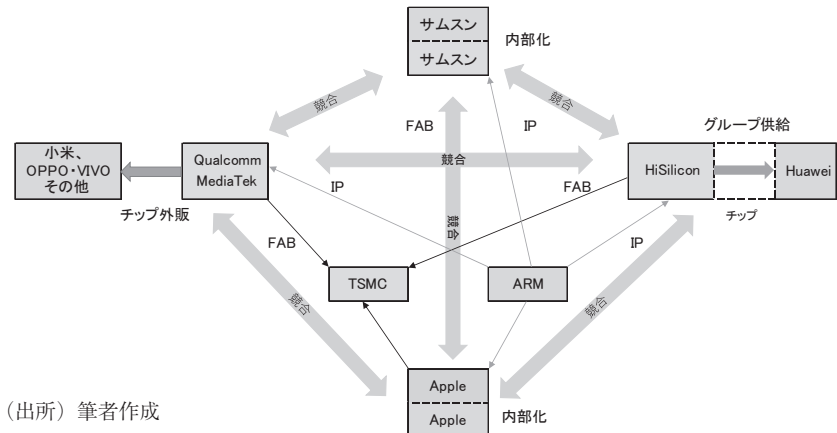 サムスン
サムスン
内部化
競合
競合
FAB
IP
グループ供給
小米、
OPPO・VIVO
その他
Qualcomm
MediaTek
競合
HiSilicon
Huawei
チップ外販
IP
FAB
チップ
FAB
競合
IP
TSMC
ARM
競合
競合
Apple
Apple
内部化
（出所）筆者作成